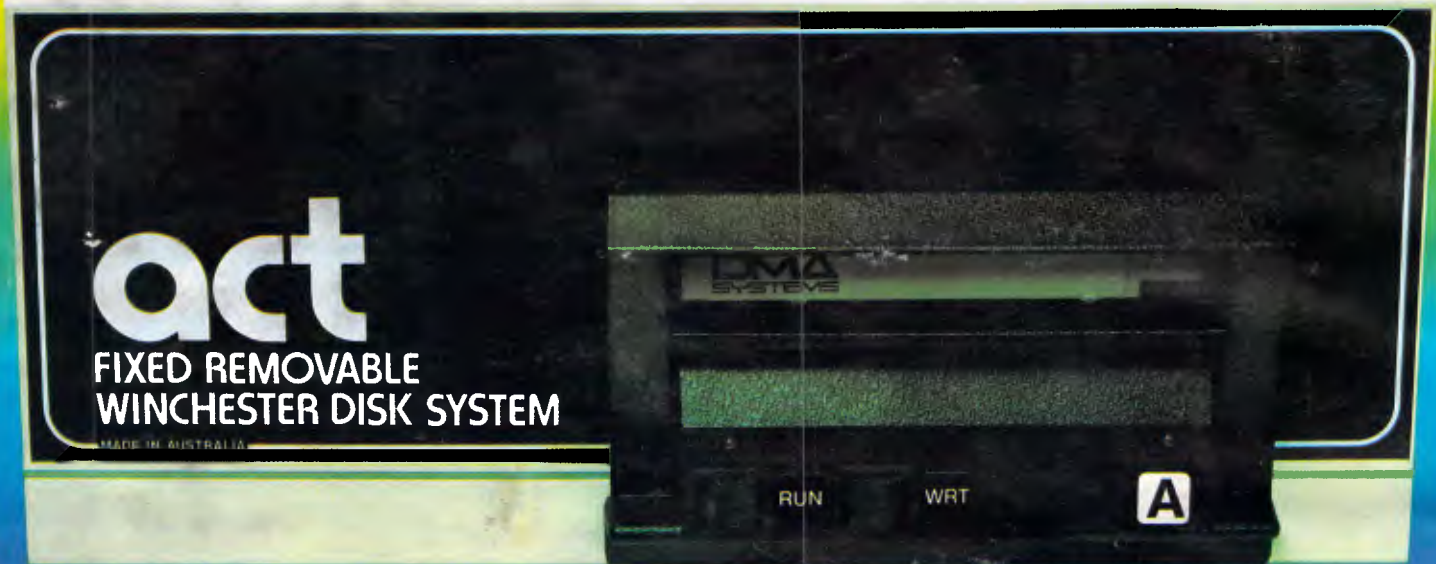 act
FIXED REMOVABLE
WINCHESTER DISK SYSTEM
MADE IN AUSTRALIA
DMA
SYSTEMS
RUN WRT A